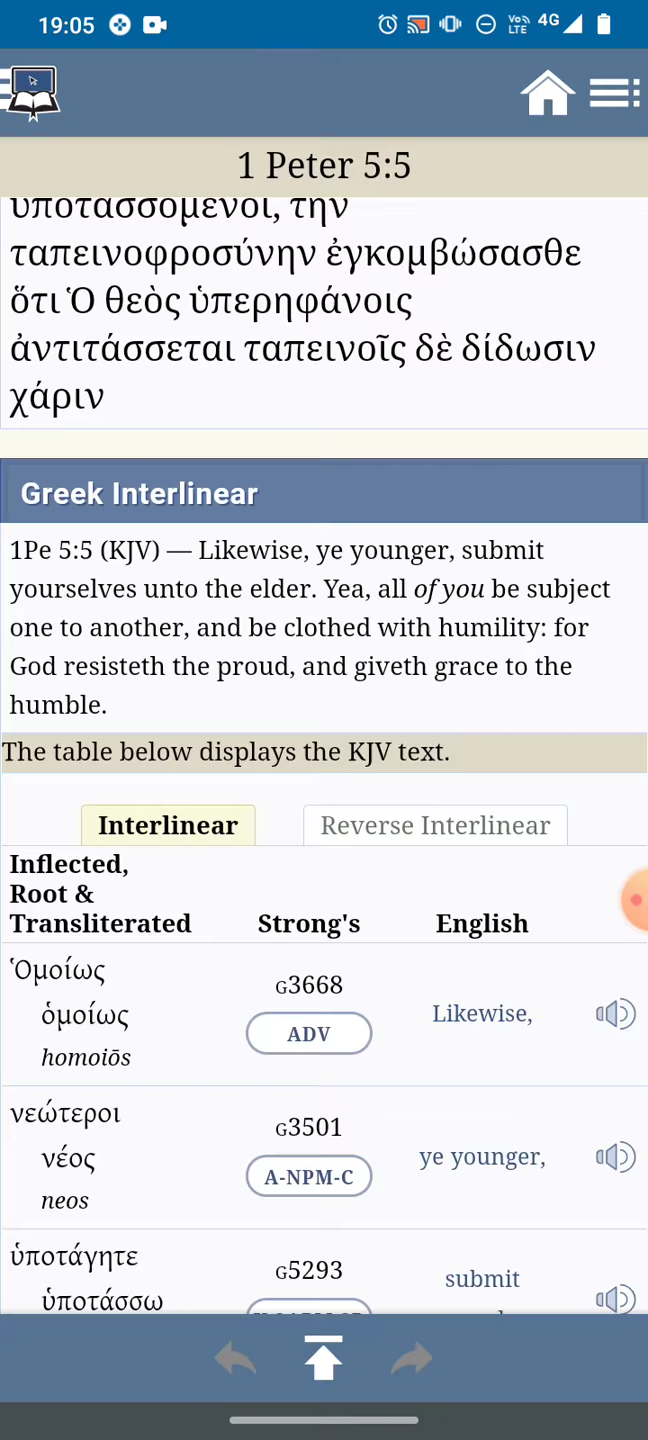 19:05
Vo)) LTE 4G
1 Peter 5:5
ὑποτασσόμενοι, τὴν
ταπεινοφροσύνην ἐγκομβώσασθε
ὅτι Ὁ θεὸς ὑπερηφάνοις
ἀντιτάσσεται ταπεινοῖς δὲ δίδωσιν
χάριν
Greek Interlinear
1Pe 5:5 (KJV) — Likewise, ye younger, submit
yourselves unto the elder. Yea, all of you be subject
one to another, and be clothed with humility: for
God resisteth the proud, and giveth grace to the
humble.
The table below displays the KJV text.
Interlinear Reverse Interlinear
Inflected,
Root &
Transliterated Strong's English
Ὁμοίως
ὁμοίως
homoiōs
G3668
ADV
Likewise,
νεώτεροι
νέος
neos
G3501
A-NPM-C
ye younger,
ὑποτάγητε
ὑποτάσσω
G5293
submit